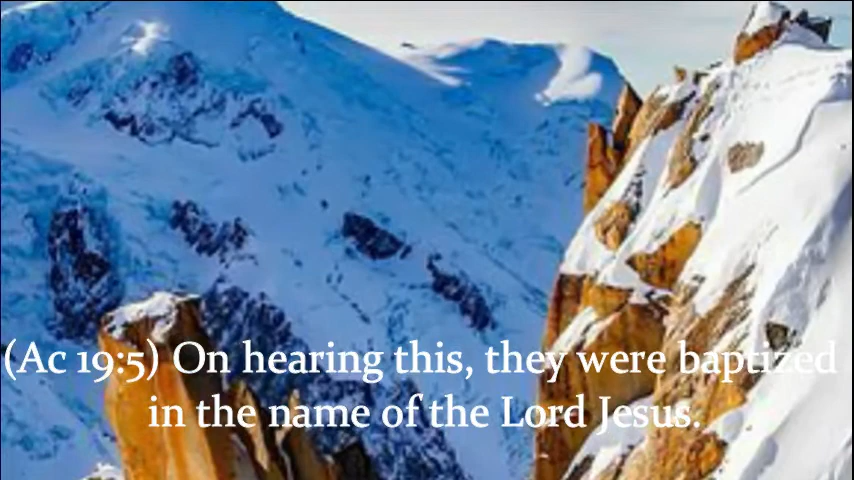 (Ac 19:5) On hearing this, they were baptized
in the name of the Lord Jesus.